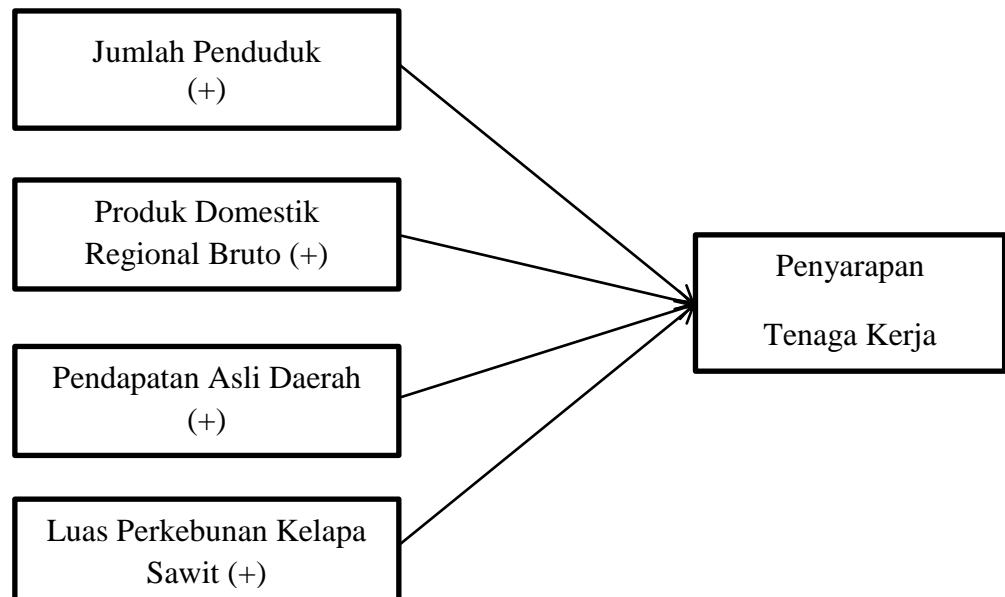 Jumlah Penduduk
(+)
Produk Domestik
Regional Bruto (+)
Pendapatan Asli Daerah
(+)
Luas Perkebunan Kelapa
Sawit (+)
Penyarapan
Tenaga Kerja